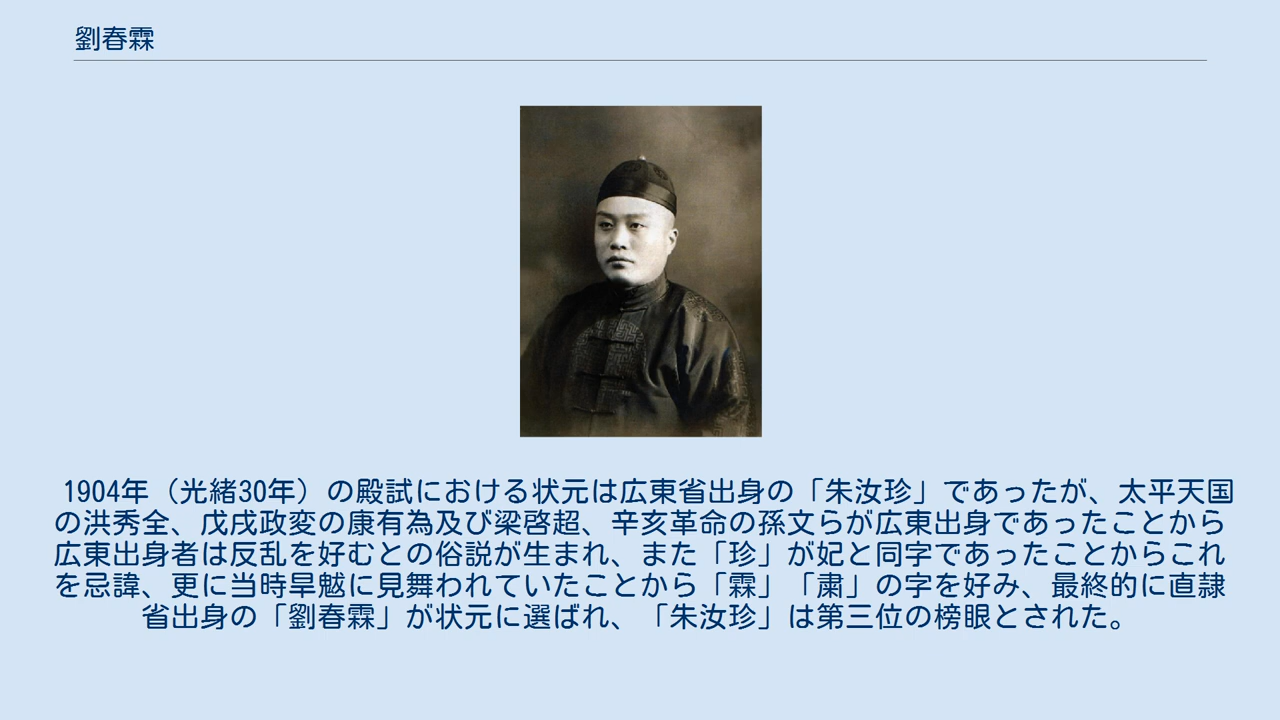 劉春霖
1904年（光緒30年）の殿試における状元は広東省出身の「朱汝珍」であったが、太平天国
の洪秀全、戊戌政変の康有為及び梁啓超、辛亥革命の孫文らが広東出身であったことから
広東出身者は反乱を好むとの俗説が生まれ、また「珍」が妃と同字であったことからこれ
を忌諱、更に当時旱魃に見舞われていたことから「霖」「粛」の字を好み、最終的に直隷
省出身の「劉春霖」が状元に選ばれ、「朱汝珍」は第三位の榜眼とされた。